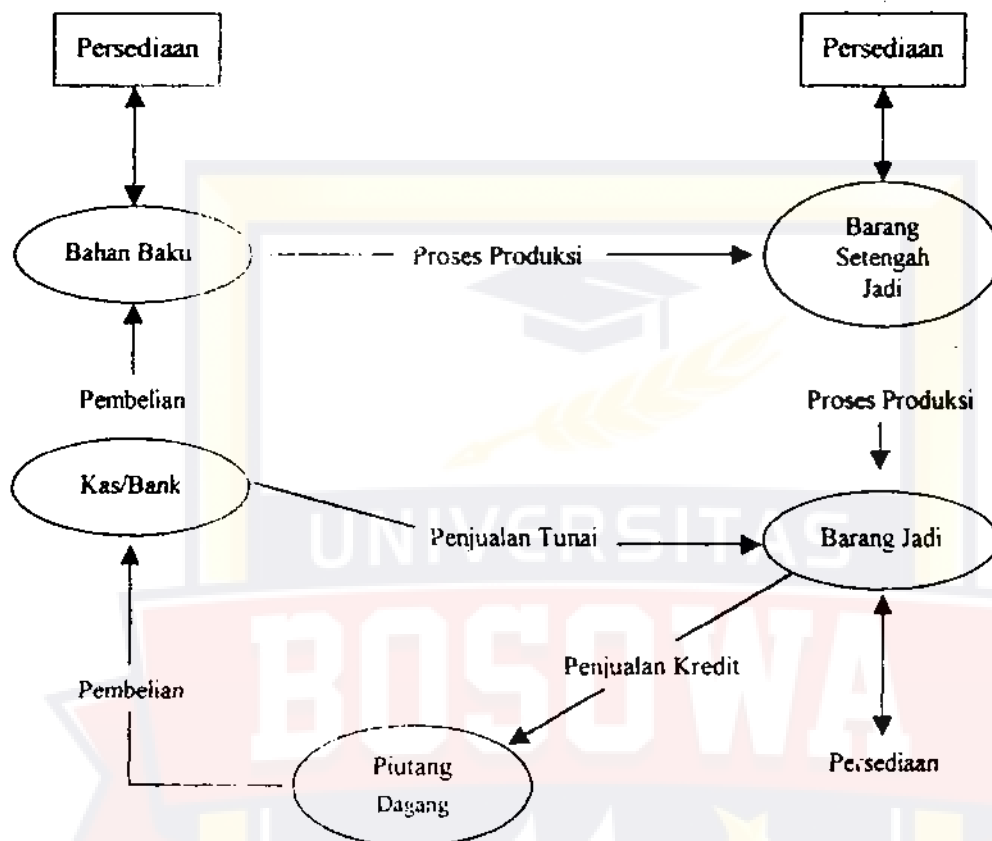 Persediaan
Persediaan
Bahan Baku
Proses Produksi
Barang
Setengah
Jadi
Pembelian
Proses Produksi
Kas/Bank
Penjualan Tunai
Barang Jadi
UNIVERSITAS
BOSOWA
Penjualan Kredit
Pembelian
Piutang
Dagang
Persediaan